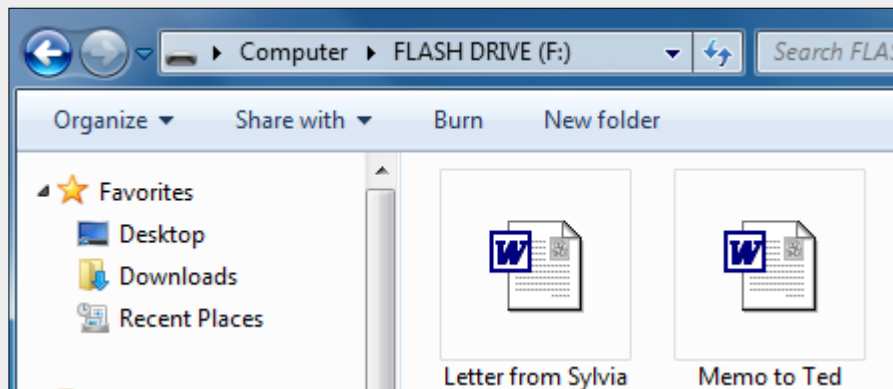 Computer FLASH DRIVE (F:) Search FLAS
Organize Share with Burn New folder
Favorites
Desktop
Downloads
Recent Places
W W
Letter from Sylvia Memo to Ted